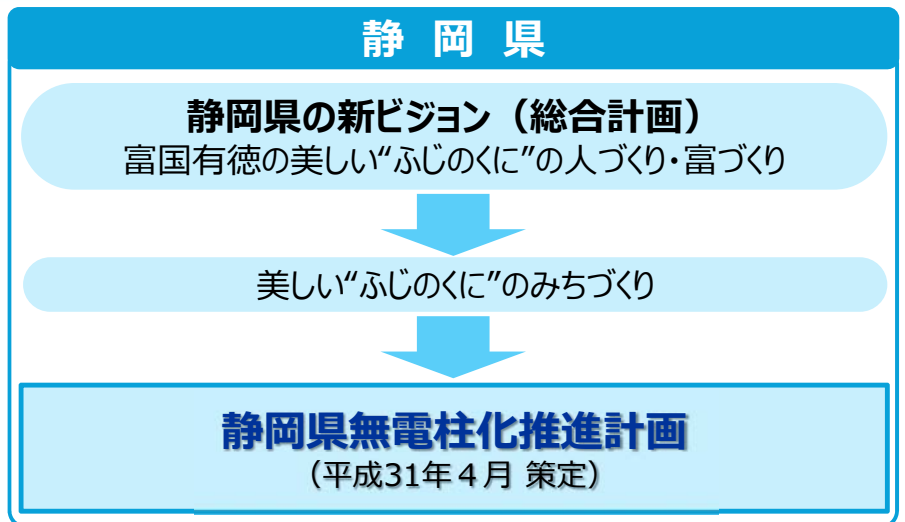 静 岡 県
静岡県の新ビジョン（総合計画）
富国有徳の美しい“ふじのくに”の人づくり・富づくり
美しい“ふじのくに”のみちづくり
静岡県無電柱化推進計画
（平成31年４月 策定）